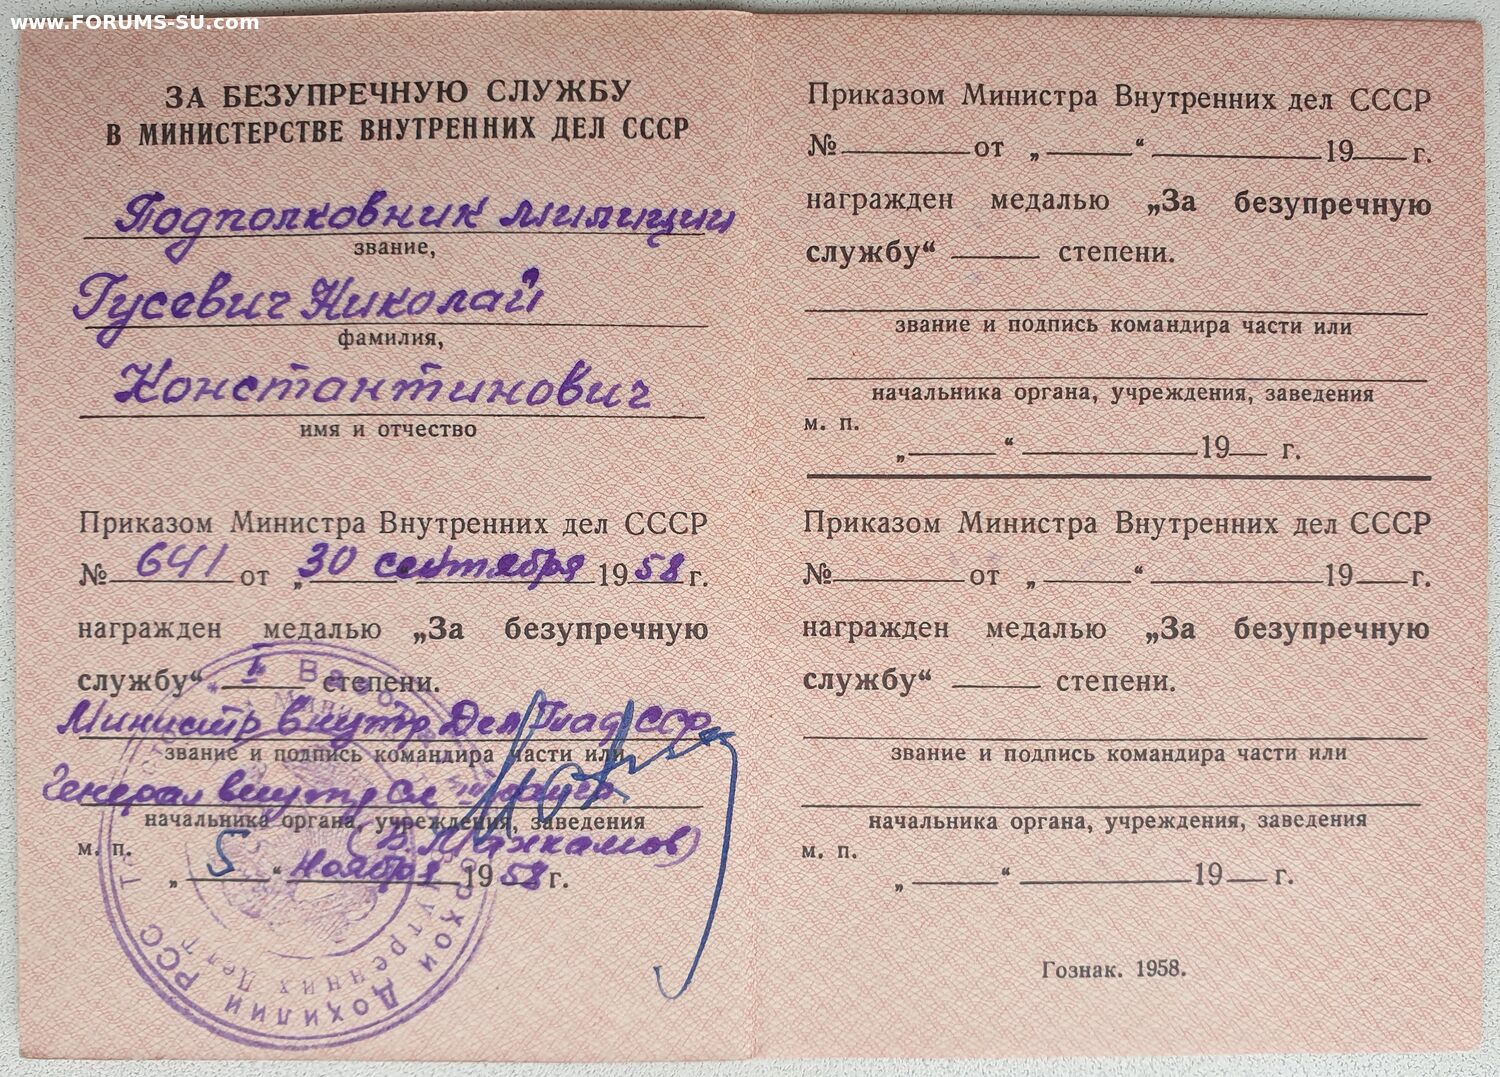 www.FORUMS-SU.com
ЗА БЕЗУПРЕЧНУЮ СЛУЖБУ
В МИНИСТЕРСТВЕ ВНУТРЕННИХ ДЕЛ СССР
Подполковник милиции
звание,
Гусевич Николай
фамилия,
Константинович
имя и отчество
Приказом Министра Внутренних дел СССР
№ 641 от „30 сентября 1958 г.
награжден медалью „За безупречную
службу“ I степени.
Министр Внутр Дел Тадж ССР
звание и подпись командира части или
Генерал внутр сл
начальника органа, учреждения, заведения
м. п.
„5“ ноября 1958 г.
Дохилии РСС
Внутренних Дел
Приказом Министра Внутренних дел СССР
№ от „ “ 19 г.
награжден медалью „За безупречную
службу“ степени.
звание и подпись командира части или
начальника органа, учреждения, заведения
м. п.
„ “ 19 г.
Приказом Министра Внутренних дел СССР
№ от „ “ 19 г.
награжден медалью „За безупречную
службу“ степени.
звание и подпись командира части или
начальника органа, учреждения, заведения
м. п.
„ “ 19 г.
Гознак. 1958.